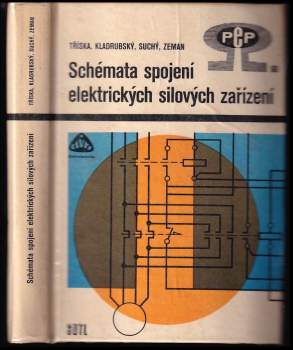 TŘÍSKA, KLADRUBSKÝ, SUCHÝ, ZEMAN
Schémata spojení elektrických silových zařízení
TŘÍSKA, KLADRUBSKÝ, SUCHÝ, ZEMAN
PEP
Schémata spojení
elektrických silových zařízení
SNTL